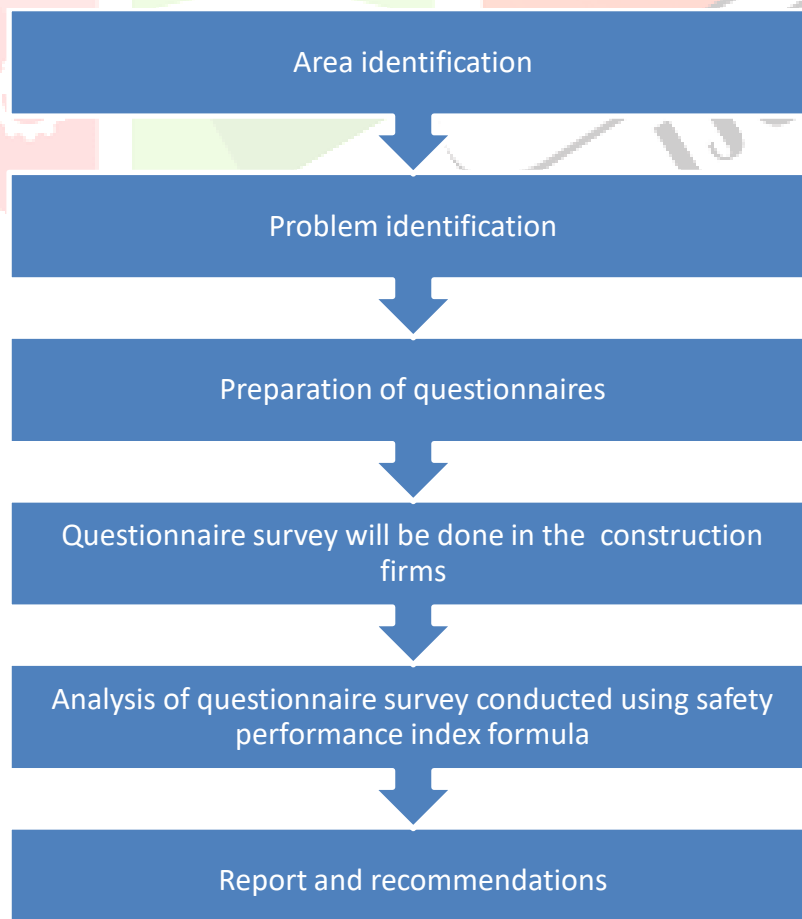 Area identification
Problem identification
Preparation of questionnaires
Questionnaire survey will be done in the construction
firms
Analysis of questionnaire survey conducted using safety
performance index formula
Report and recommendations